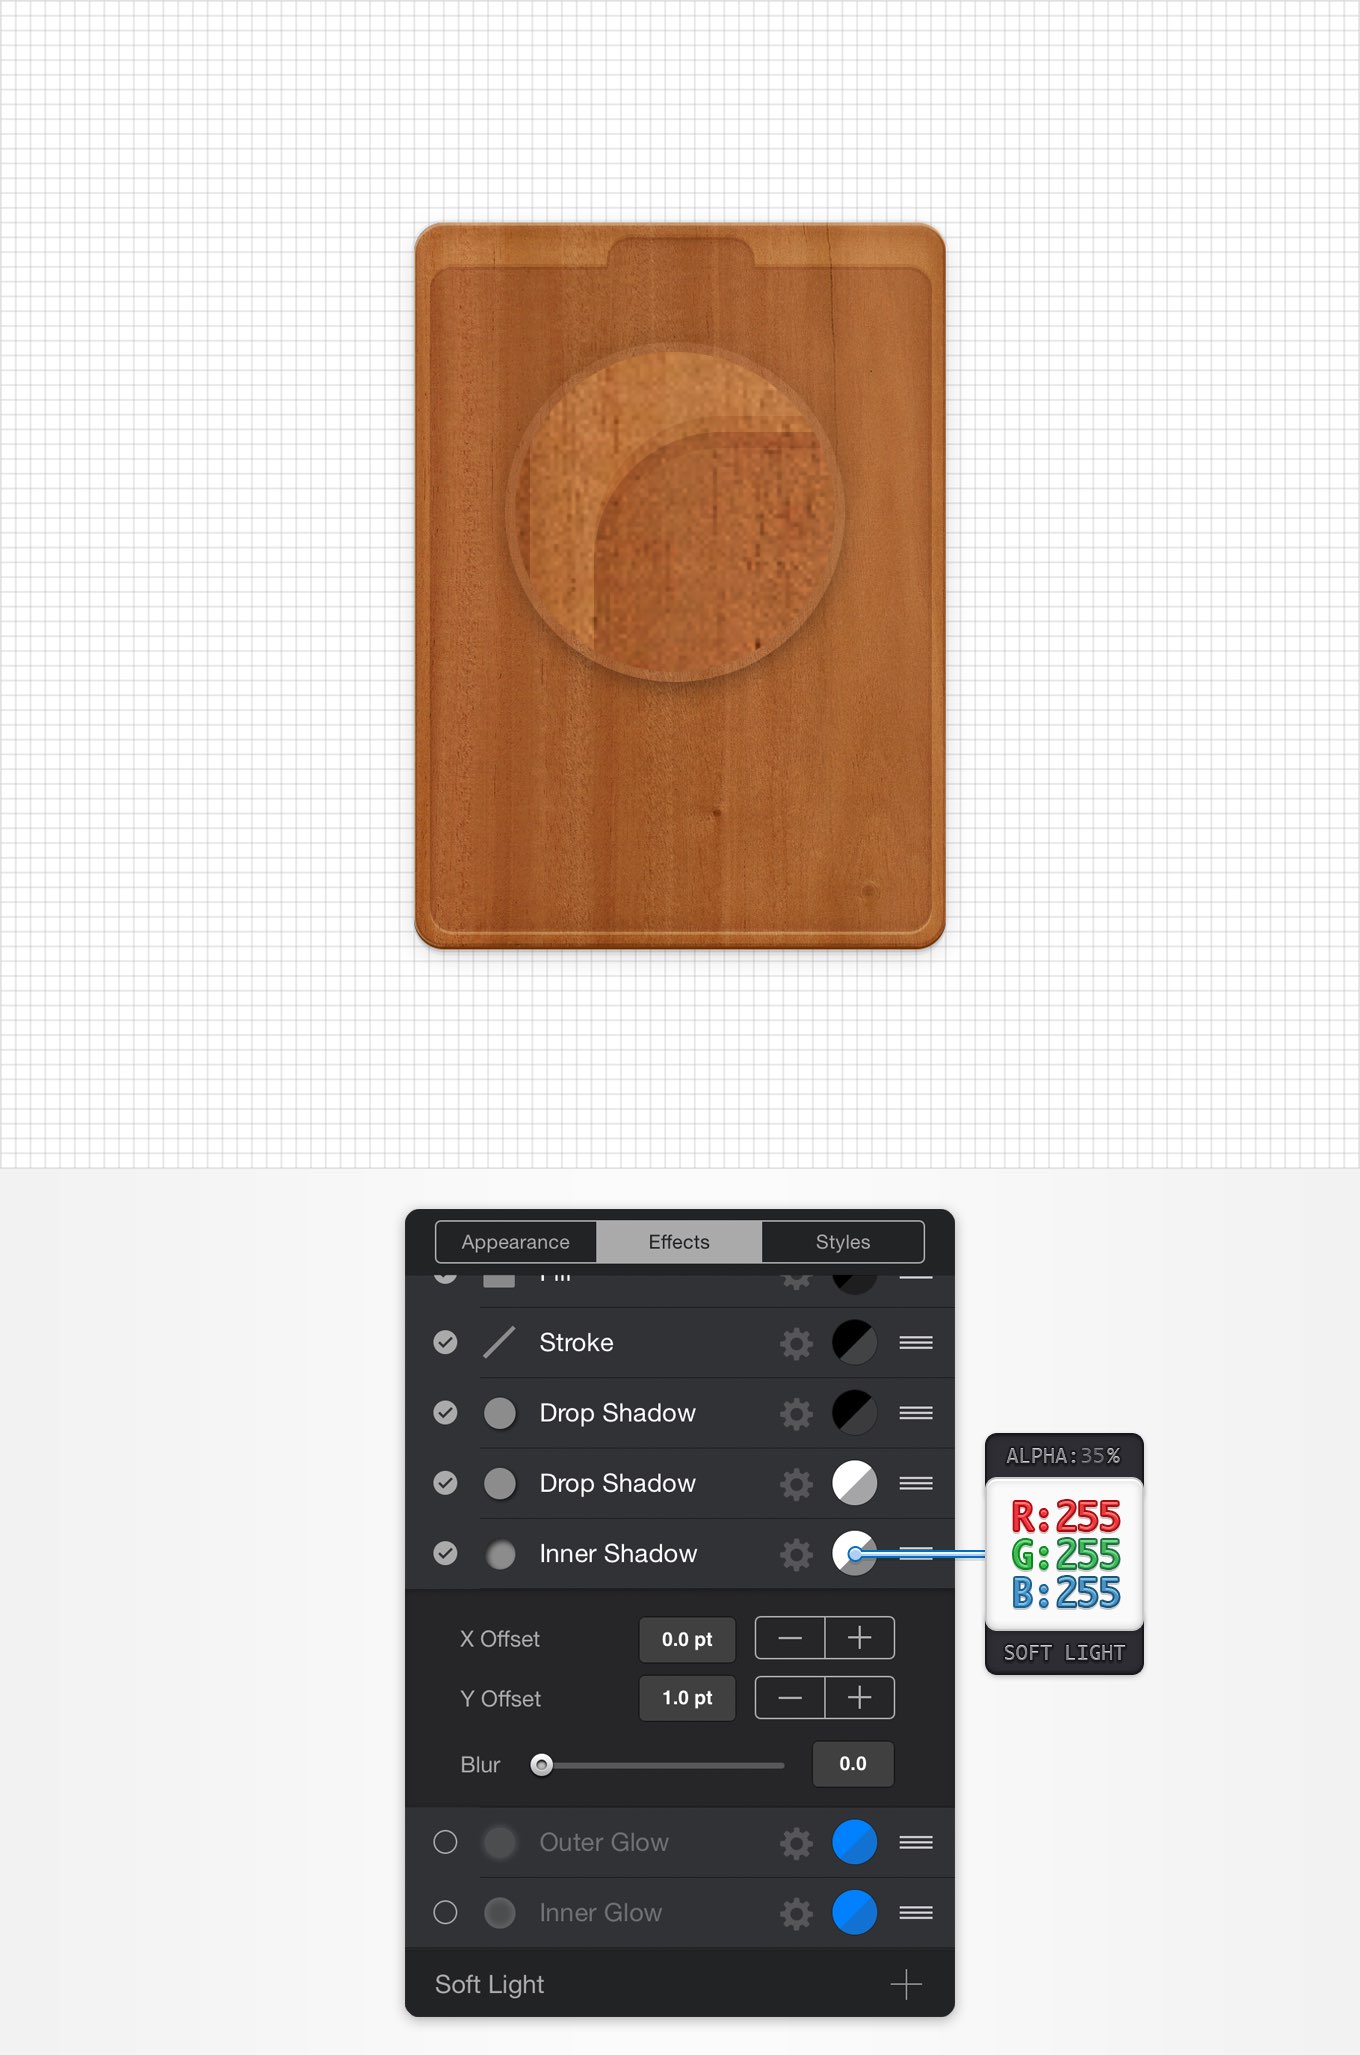 Appearance
Effects
Styles
Fill
Stroke
Drop Shadow
Drop Shadow
Inner Shadow
X Offset 0.0 pt
Y Offset 1.0 pt
Blur 0.0
Outer Glow
Inner Glow
Soft Light
ALPHA:35%
R:255
G:255
B:255
SOFT LIGHT